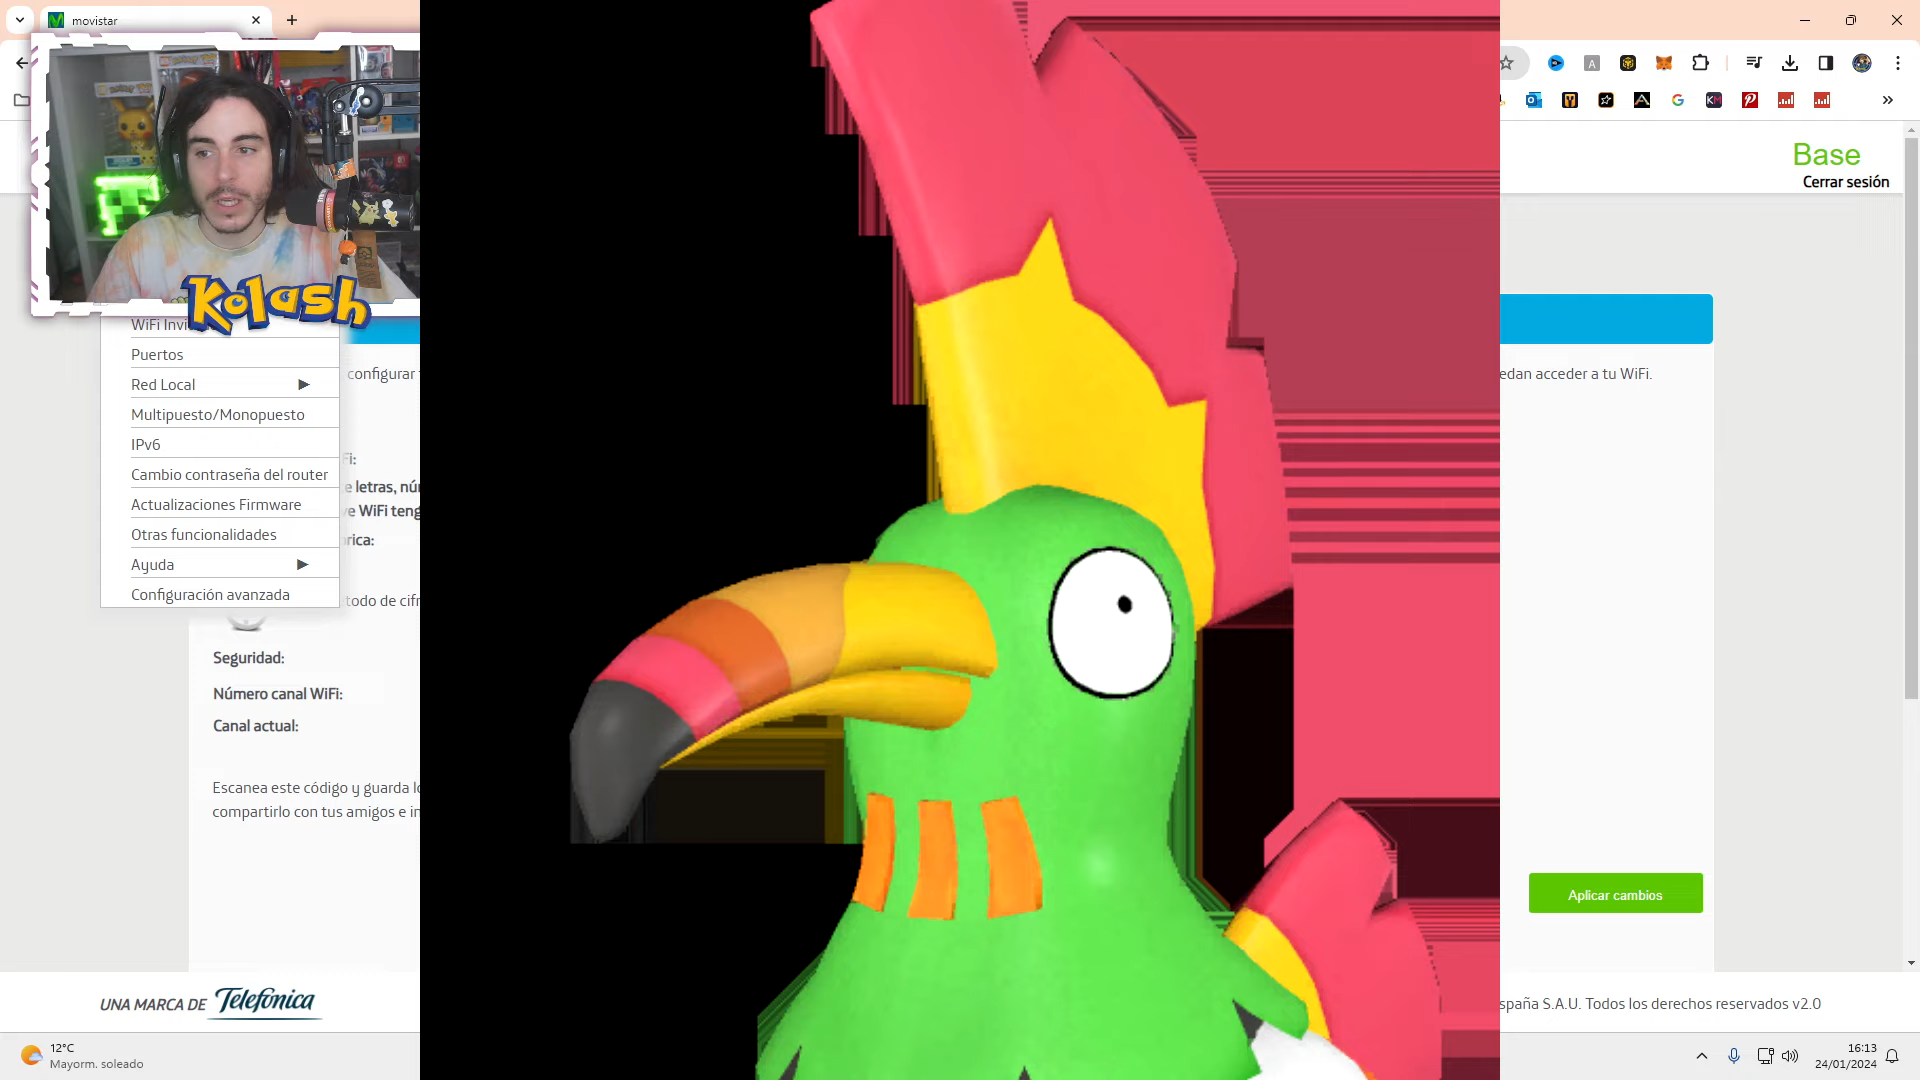 movistar
Base
Cerrar sesión
Kolash
WiFi Invi
Puertos
Red Local
configurar
edan acceder a tu WiFi.
Multipuesto/Monopuesto
IPv6
Fi:
Cambio contraseña del router
e letras, nú
Actualizaciones Firmware
ve WiFi teng
Otras funcionalidades
rica:
Ayuda
Configuración avanzada
todo de cifr
Seguridad:
Número canal WiFi:
Canal actual:
Escanea este código y guarda l
compartirlo con tus amigos e in
Aplicar cambios
UNA MARCA DE Telefónica
spaña S.A.U. Todos los derechos reservados v2.0
12°C
Mayorm. soleado
16:13
24/01/2024